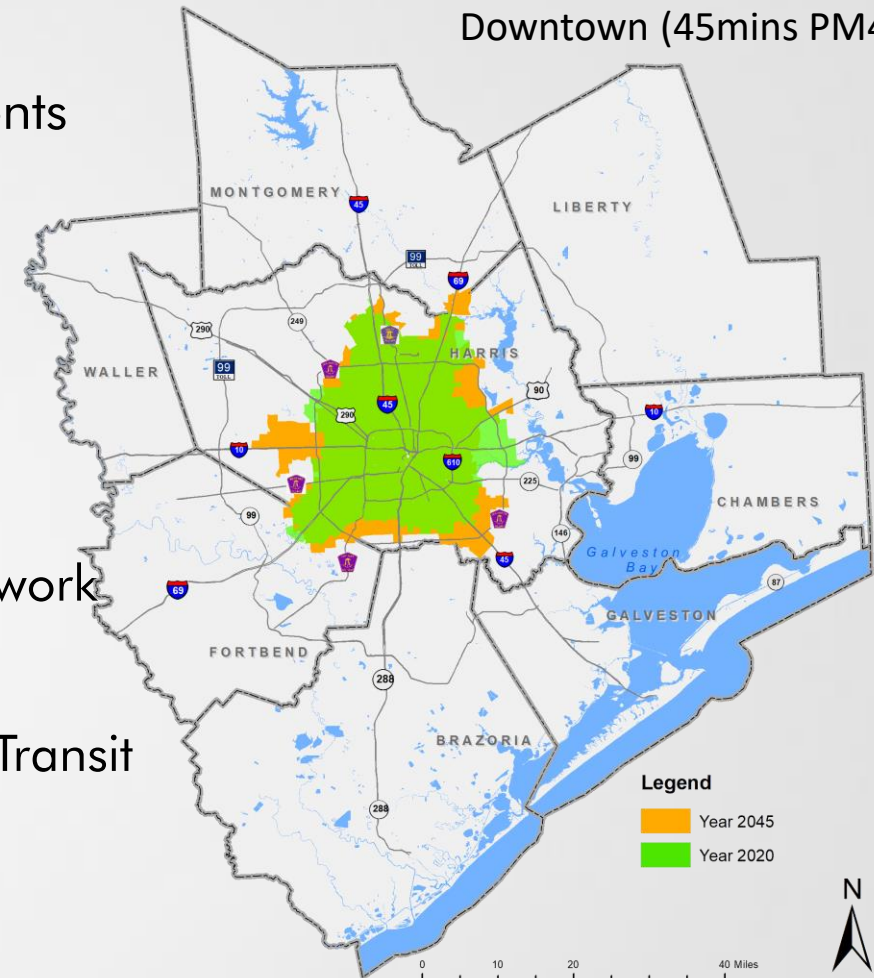 Downtown (45mins PM4
nts
MONTGOMERY
45
LIBERTY
99
TOLL
69
249
290
HARRIS
WALLER
99
TOLL
90
45
290
10
10
610
99
225
99
CHAMBERS
146
Galveston
Bay
45
87
work
69
GALVESTON
FORTBEND
288
Transit
BRAZORIA
Legend
Year 2045
288
Year 2020
N
0 10 20 40 Miles